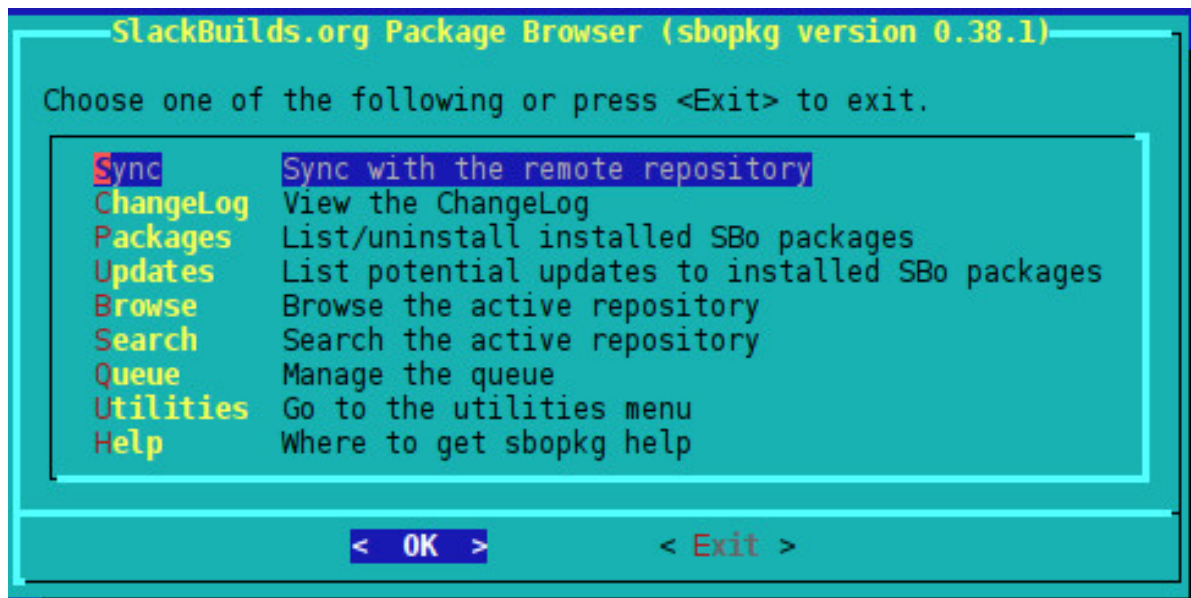 SlackBuilds.org Package Browser (sbopkg version 0.38.1)
Choose one of the following or press <Exit> to exit.
Sync Sync with the remote repository
ChangeLog View the ChangeLog
Packages List/uninstall installed SBo packages
Updates List potential updates to installed SBo packages
Browse Browse the active repository
Search Search the active repository
Queue Manage the queue
Utilities Go to the utilities menu
Help Where to get sbopkg help
< OK > < Exit >